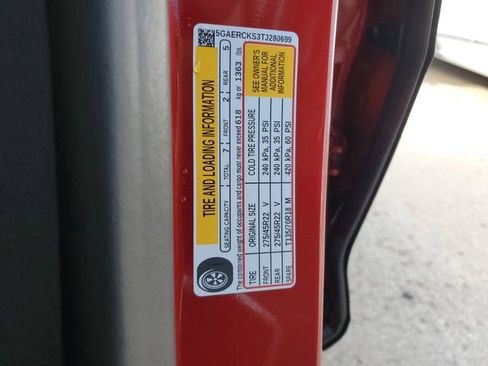 5GAERCKS3TJ280699
TIRE AND LOADING INFORMATION
SEATING CAPACITY TOTAL 7 FRONT 2 REAR 5
The combined weight of occupants and cargo must never exceed 618 kg or 1363 lbs.
TIRE ORIGINAL SIZE COLD TIRE PRESSURE
FRONT 275/45R22 V 240 kPa, 35 PSI
REAR 275/45R22 V 240 kPa, 35 PSI
SPARE T135/70R18 M 420 kPa, 60 PSI
SEE OWNER'S
MANUAL FOR
ADDITIONAL
INFORMATION